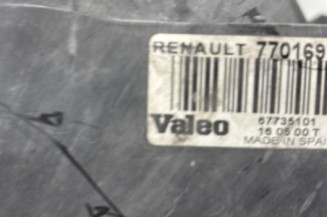 RENAULT 770169
Valeo
67735101
16 05 00 T
MADE IN SPAI